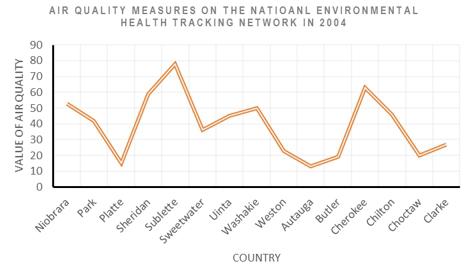 AIR QUALITY MEASURES ON THE NATIOANL ENVIRONMENTAL
HEALTH TRACKING NETWORK IN 2004
VALUE OF AIR QUALITY
90
80
70
60
50
40
30
20
10
0
Niobrara
Park
Platte
Sheridan
Sublette
Sweetwater
Uinta
Washakie
Weston
Autauga
Butler
Cherokee
Chilton
Choctaw
Clarke
COUNTRY